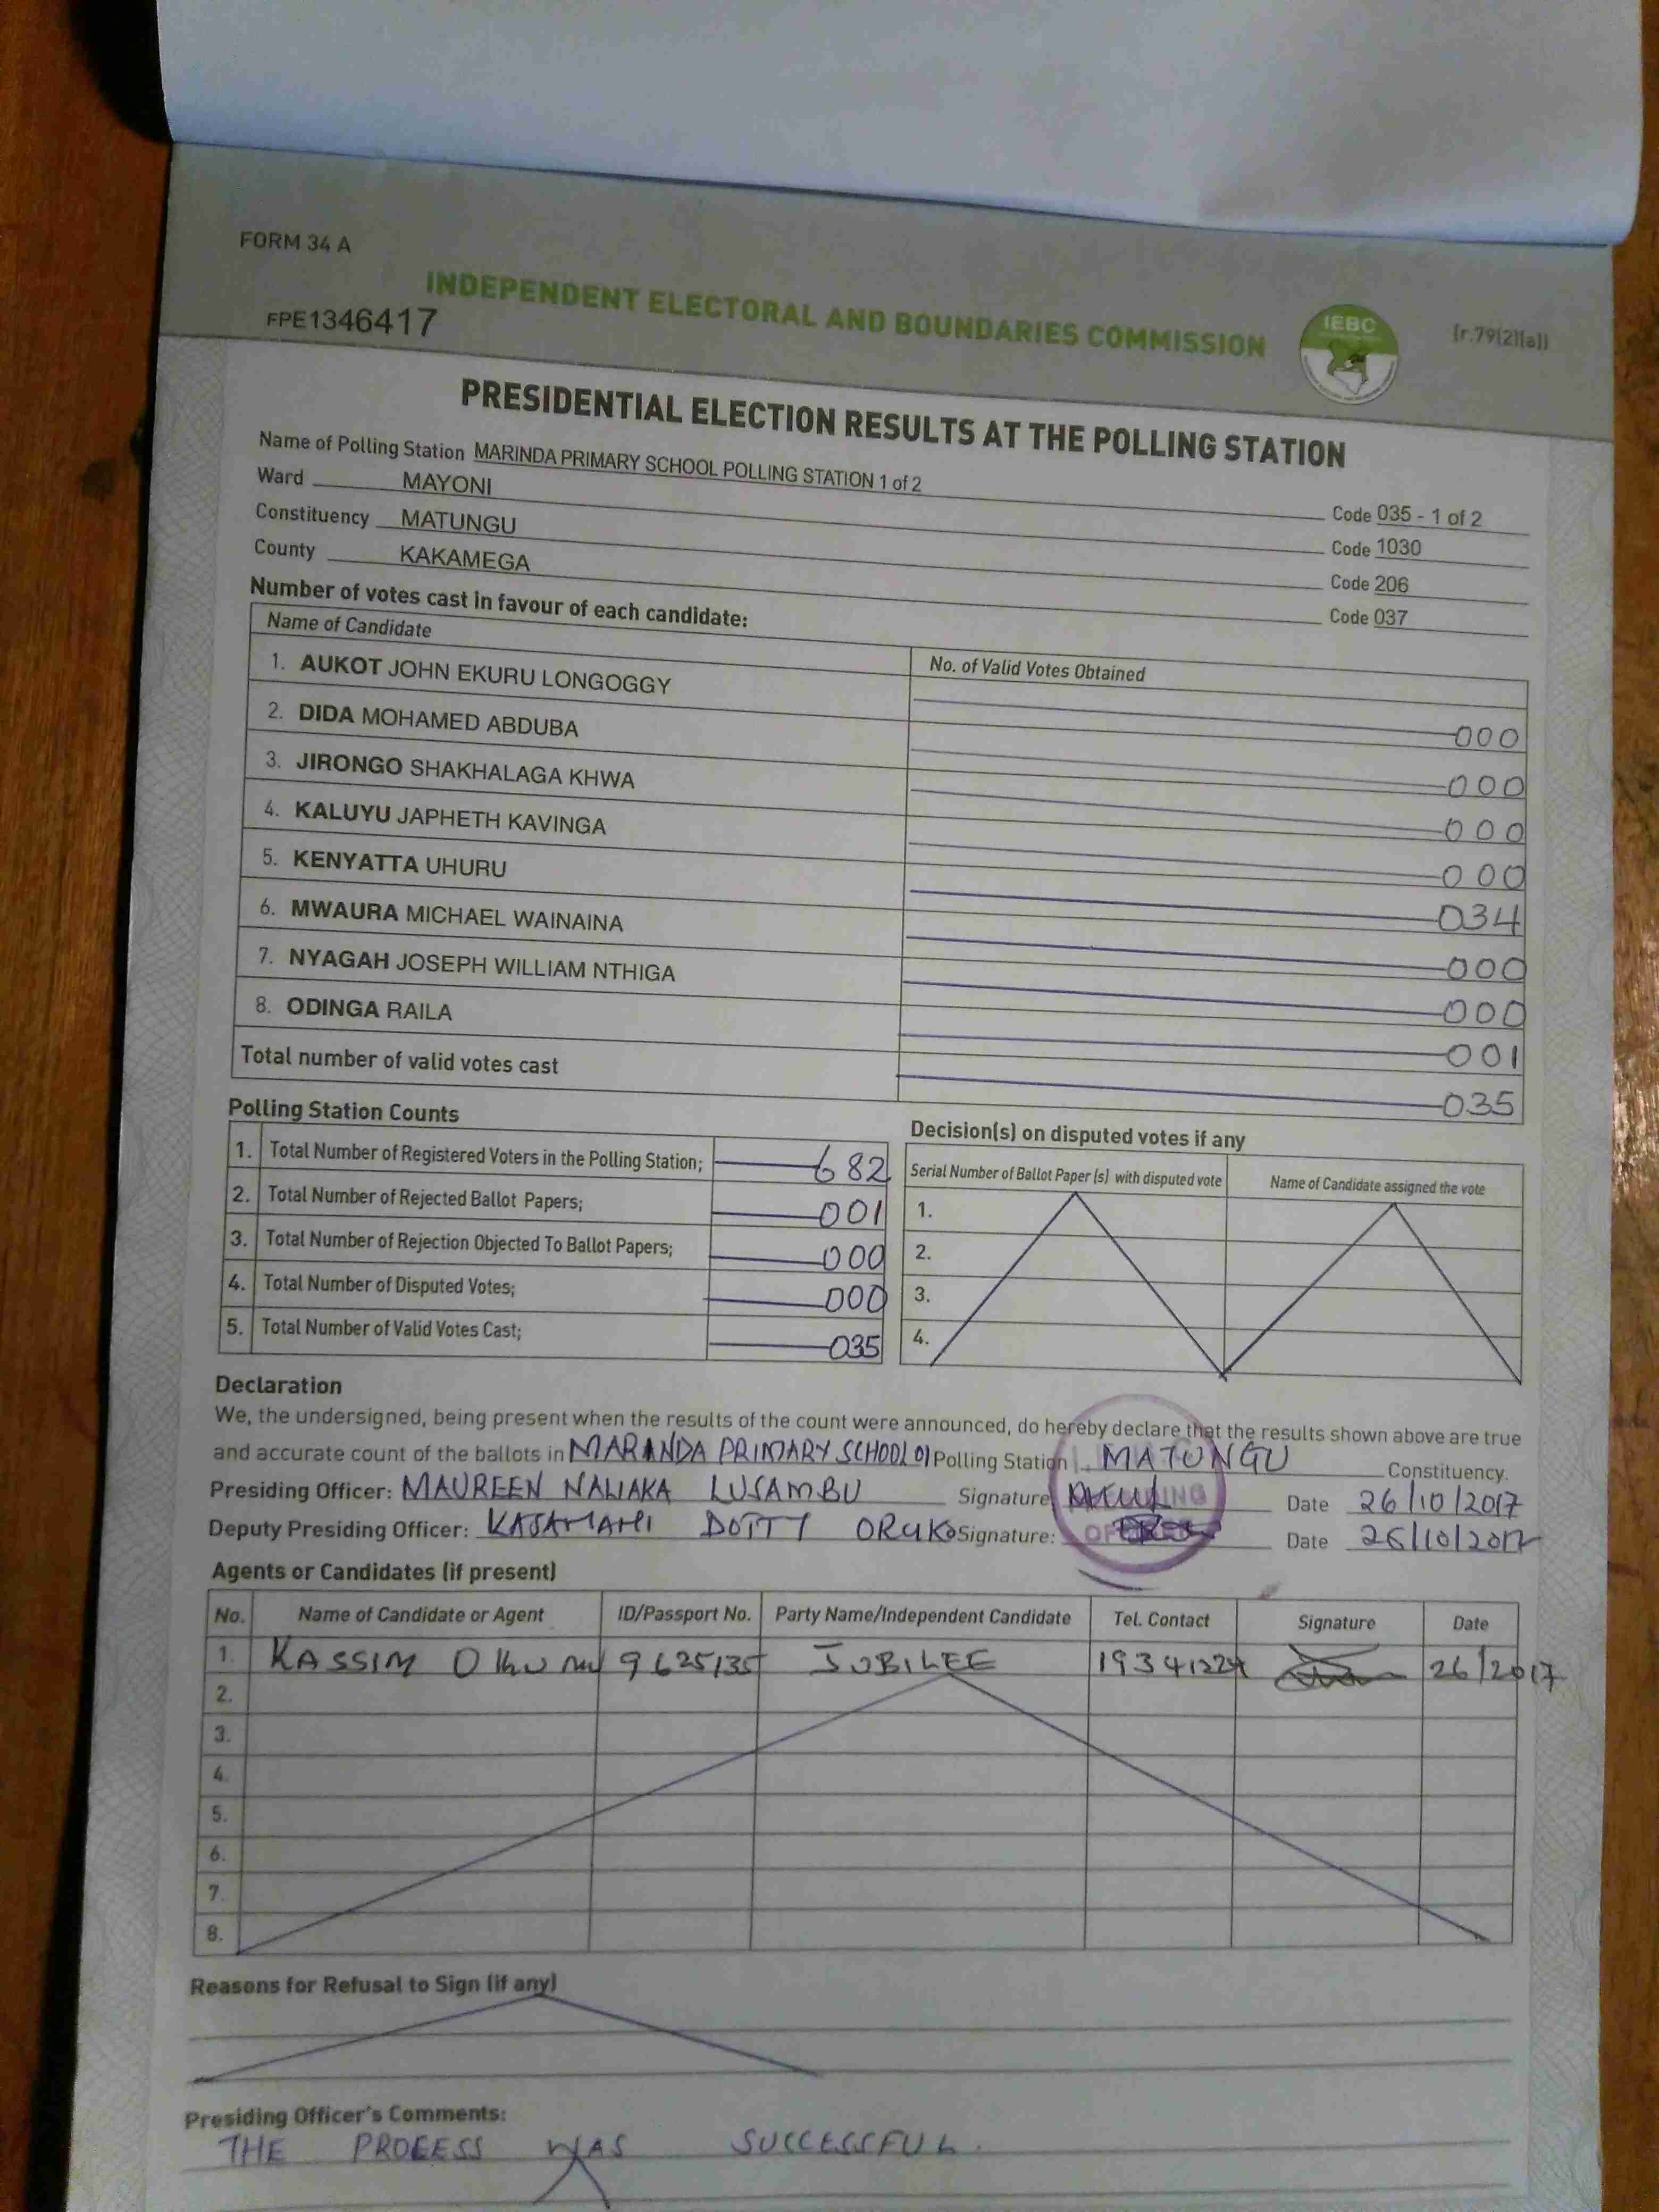 FORM 34 A
INDEPENDENT ELECTORAL AND BOUNDARIES COMMISSION
IEBC
[r.79(2)(a)]
FPE1346417
PRESIDENTIAL ELECTION RESULTS AT THE POLLING STATION
Name of Polling Station MARINDA PRIMARY SCHOOL POLLING STATION 1 of 2 Code 035 - 1 of 2
Ward MAYONI Code 1030
Constituency MATUNGU Code 206
County KAKAMEGA Code 037
Number of votes cast in favour of each candidate:
Name of Candidate No. of Valid Votes Obtained
1. AUKOT JOHN EKURU LONGOGGY 000
2. DIDA MOHAMED ABDUBA 000
3. JIRONGO SHAKHALAGA KHWA 000
4. KALUYU JAPHETH KAVINGA 000
5. KENYATTA UHURU 034
6. MWAURA MICHAEL WAINAINA 000
7. NYAGAH JOSEPH WILLIAM NTHIGA 000
8. ODINGA RAILA 001
Total number of valid votes cast 035
Polling Station Counts
1. Total Number of Registered Voters in the Polling Station; 682
2. Total Number of Rejected Ballot Papers; 001
3. Total Number of Rejection Objected To Ballot Papers; 000
4. Total Number of Disputed Votes; 000
5. Total Number of Valid Votes Cast; 035
Decision(s) on disputed votes if any
Serial Number of Ballot Paper (s) with disputed vote Name of Candidate assigned the vote
1.
2.
3.
4.
Declaration
We, the undersigned, being present when the results of the count were announced, do hereby declare that the results shown above are true
and accurate count of the ballots in MARANDA PRIMARY SCHOOL 01 Polling Station MATUNGU Constituency.
Presiding Officer: MAUREEN NALIAKA LUSAMBU Signature Date 26/10/2017
Deputy Presiding Officer: DOTTY ORUKO Signature: Date 26/10/2017
Agents or Candidates (if present)
No. Name of Candidate or Agent ID/Passport No. Party Name/Independent Candidate Tel. Contact Signature Date
1. KASSIM 9625135 JUBILEE 19341224 26/2017
2.
3.
4.
5.
6.
7.
8.
Reasons for Refusal to Sign (if any)
Presiding Officer's Comments:
THE PROCESS WAS SUCCESSFUL.